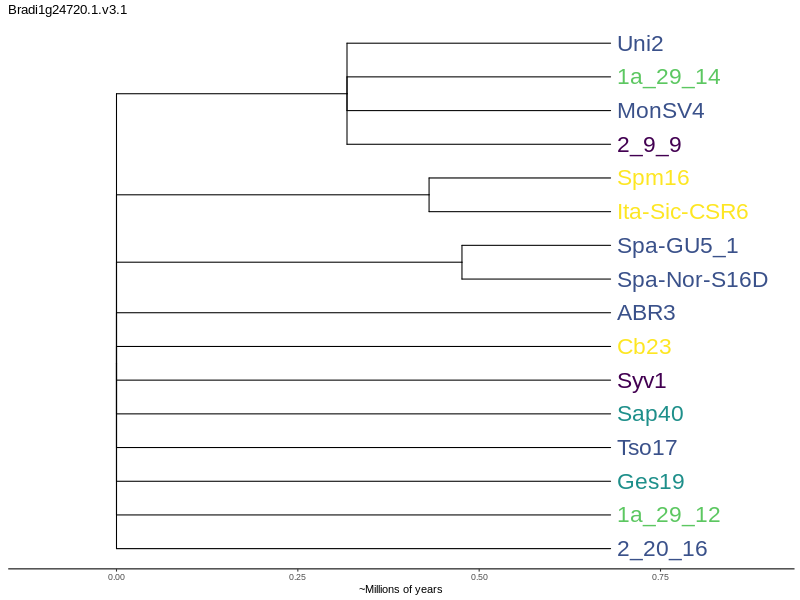 Bradi1g24720.1.v3.1
Uni2
1a_29_14
MonSV4
2_9_9
Spm16
Ita-Sic-CSR6
Spa-GU5_1
Spa-Nor-S16D
ABR3
Cb23
Syv1
Sap40
Tso17
Ges19
1a_29_12
2_20_16
0.00 0.25 0.50 0.75
~Millions of years